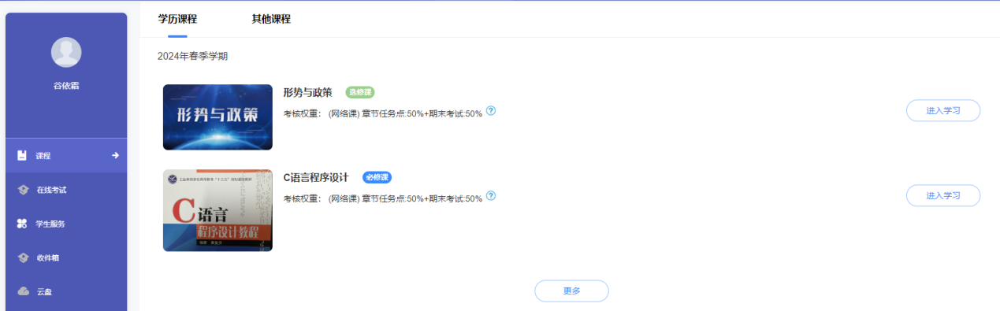 学历课程 其他课程
谷依霜
课程
在线考试
学生服务
收件箱
云盘
2024年春季学期
形势与政策
形势与政策 选修课
考核权重： (网络课) 章节任务点:50%+期末考试:50% ?
进入学习
C语言
程序设计教程
C语言程序设计 必修课
考核权重： (网络课) 章节任务点:50%+期末考试:50% ?
进入学习
更多